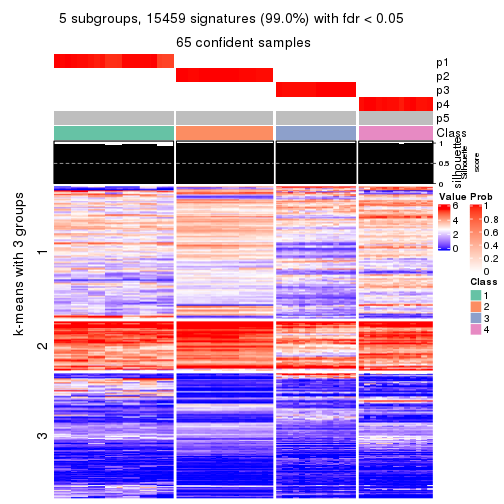 5 subgroups, 15459 signatures (99.0%) with fdr < 0.05
65 confident samples
p1
p2
p3
p4
p5
Class
1
0.5
0
silhouette
Silhouette
score
k-means with 3 groups
1
2
3
Value
6
4
2
0
Prob
1
0.8
0.6
0.4
0.2
0
Class
1
2
3
4